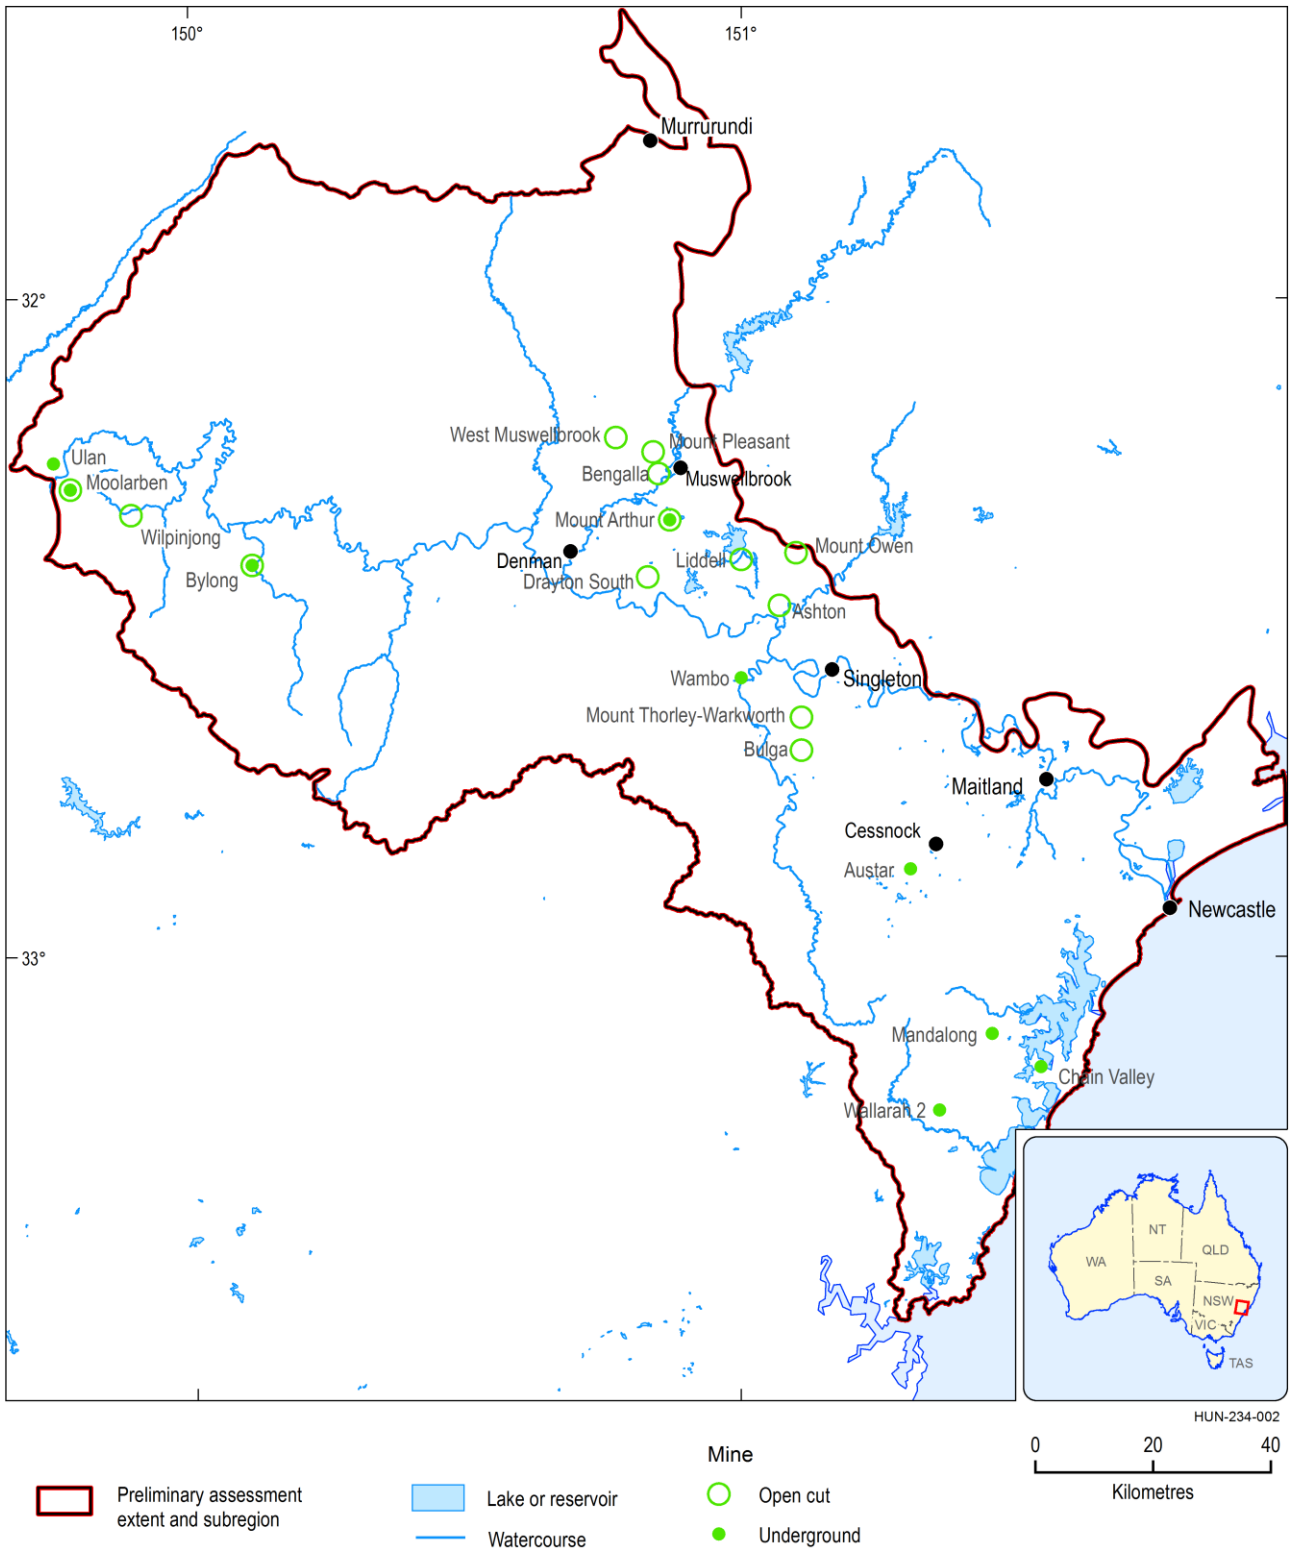 150°
151°
Murrurundi
32°
West Muswellbrook
Mount Pleasant
Ulan
Bengalla
Muswellbrook
Moolarben
Mount Arthur
Wilpinjong
Mount Owen
Denman
Liddell
Bylong
Drayton South
Ashton
Wambo
Singleton
Mount Thorley-Warkworth
Bulga
Maitland
Cessnock
Austar
Newcastle
33°
Mandalong
Chain Valley
Wallarah 2
NT
QLD
WA
SA
NSW
VIC
TAS
HUN-234-002
0 20 40
Kilometres
Mine
Preliminary assessment
extent and subregion
Lake or reservoir
Watercourse
Open cut
Underground